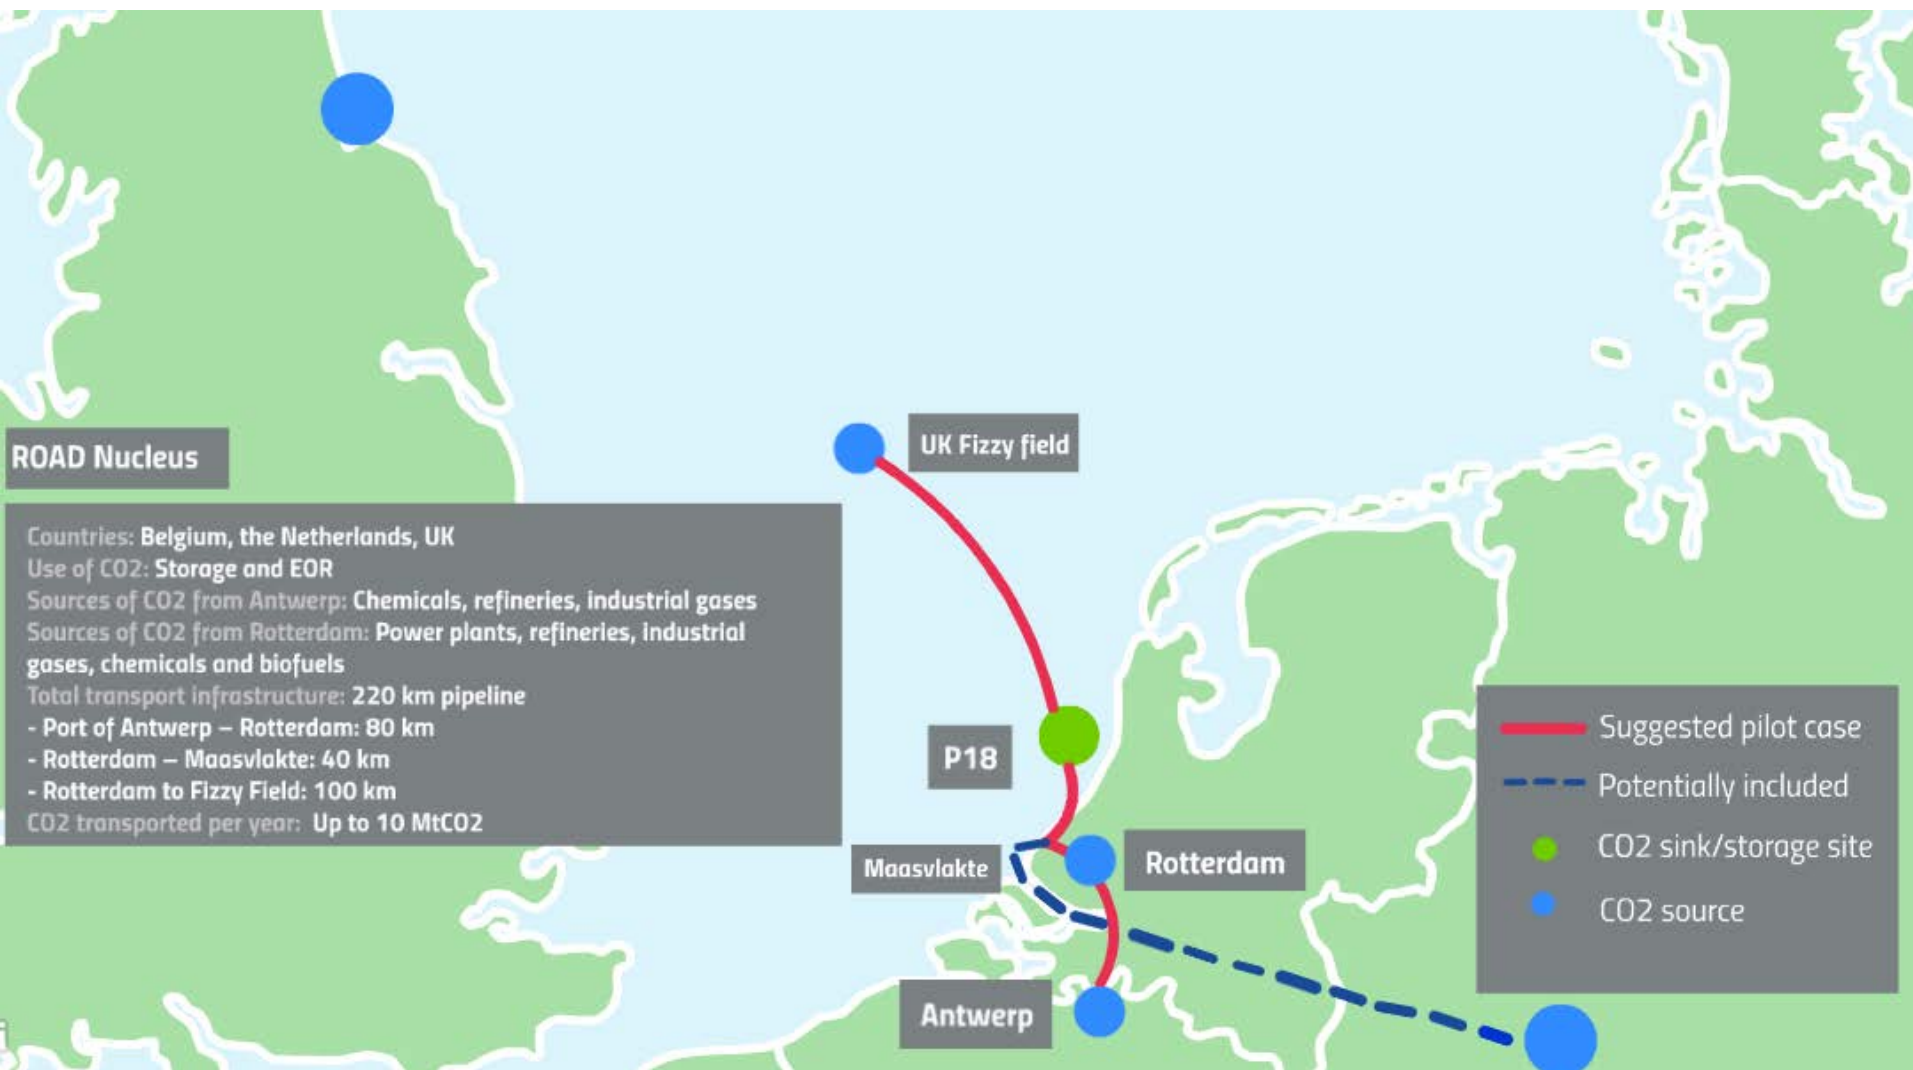 ROAD Nucleus
Countries: Belgium, the Netherlands, UK
Use of CO2: Storage and EOR
Sources of CO2 from Antwerp: Chemicals, refineries, industrial gases
Sources of CO2 from Rotterdam: Power plants, refineries, industrial
gases, chemicals and biofuels
Total transport infrastructure: 220 km pipeline
- Port of Antwerp – Rotterdam: 80 km
- Rotterdam – Maasvlakte: 40 km
- Rotterdam to Fizzy Field: 100 km
CO2 transported per year: Up to 10 MtCO2
UK Fizzy field
P18
Maasvlakte
Rotterdam
Antwerp
Suggested pilot case
Potentially included
CO2 sink/storage site
CO2 source